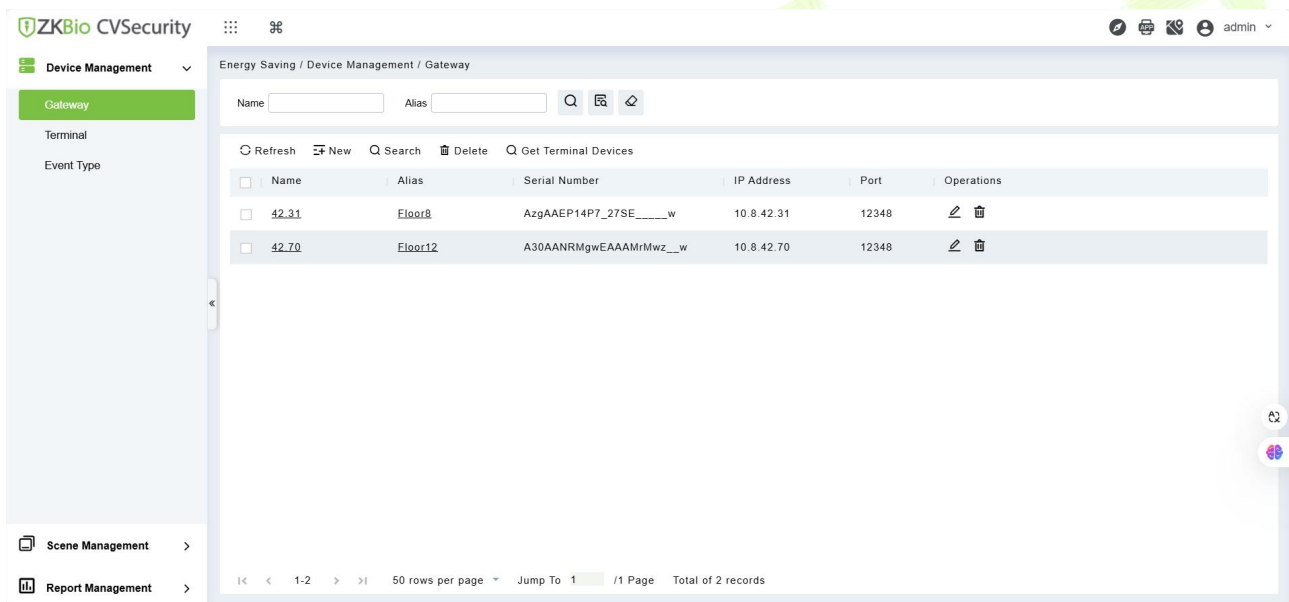 ZKBio CVSecurity
admin
Device Management
Gateway
Terminal
Event Type
Scene Management
Report Management
Energy Saving / Device Management / Gateway
Name
Alias
Refresh New Search Delete Get Terminal Devices
Name Alias Serial Number IP Address Port Operations
42.31 Floor8 AzgAAEP14P7_27SE_____w 10.8.42.31 12348
42.70 Floor12 A30AANRMgwEAAAMrMwz__w 10.8.42.70 12348
1-2 50 rows per page Jump To 1 /1 Page Total of 2 records